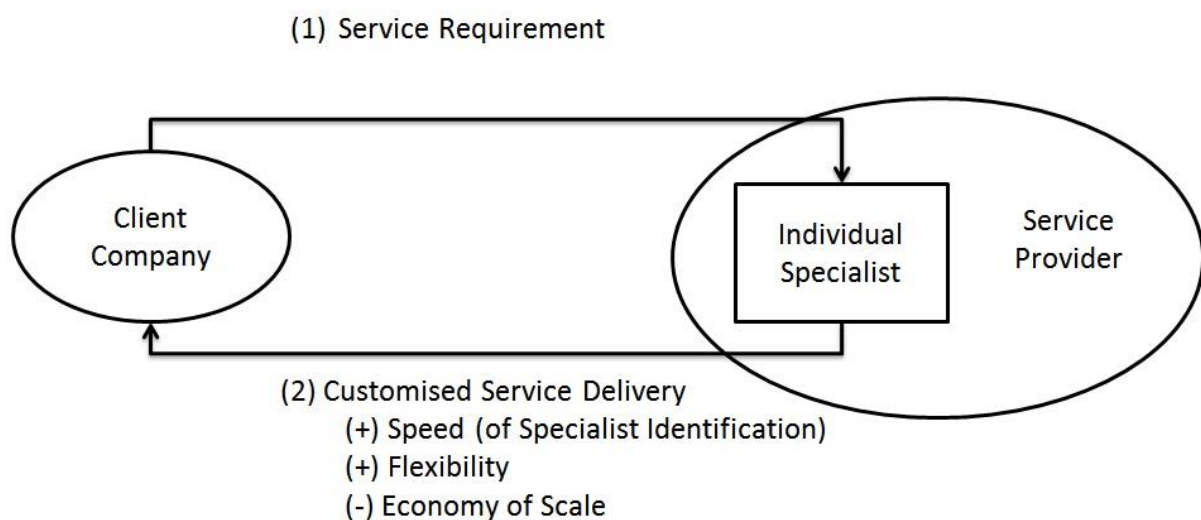 (1) Service Requirement
Client
Company
Individual
Specialist
Service
Provider
(2) Customised Service Delivery
(+) Speed (of Specialist Identification)
(+) Flexibility
(-) Economy of Scale